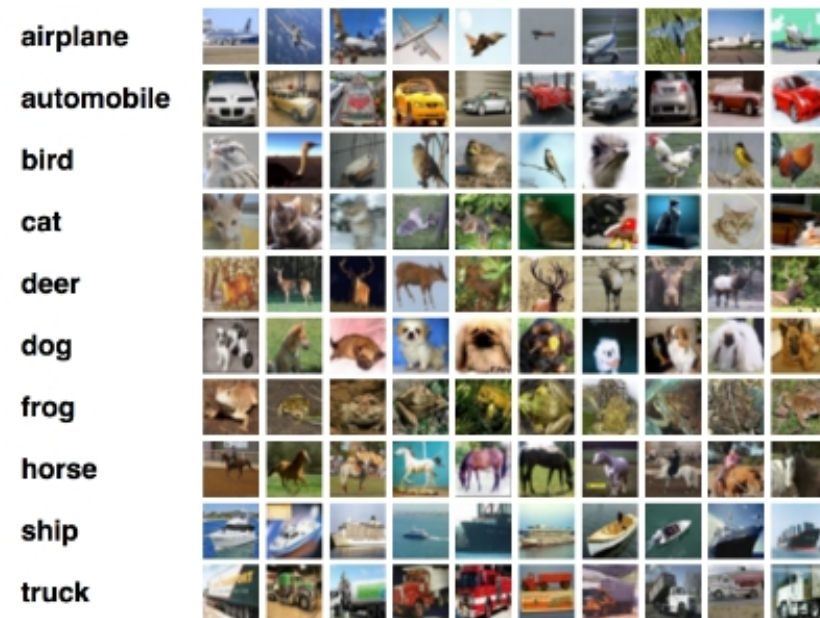 airplane
automobile
bird
cat
deer
dog
frog
horse
ship
truck